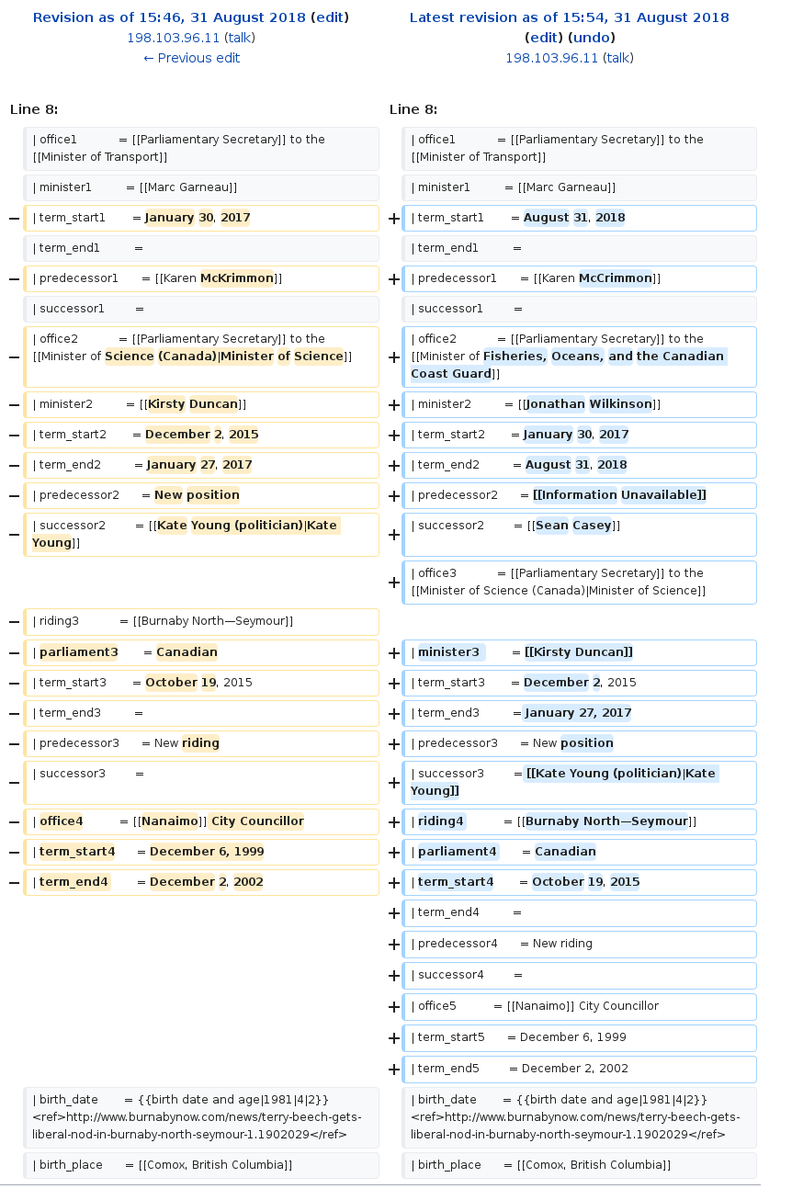 Revision as of 15:46, 31 August 2018 (edit)
198.103.96.11 (talk)
← Previous edit
Latest revision as of 15:54, 31 August 2018
(edit) (undo)
198.103.96.11 (talk)
Line 8:
Line 8:
| office1 = [[Parliamentary Secretary]] to the
[[Minister of Transport]]
| office1 = [[Parliamentary Secretary]] to the
[[Minister of Transport]]
| minister1 = [[Marc Garneau]]
| minister1 = [[Marc Garneau]]
− | term_start1 = January 30, 2017
+ | term_start1 = August 31, 2018
| term_end1 =
| term_end1 =
− | predecessor1 = [[Karen McKrimmon]]
+ | predecessor1 = [[Karen McCrimmon]]
| successor1 =
| successor1 =
− | office2 = [[Parliamentary Secretary]] to the
[[Minister of Science (Canada)|Minister of Science]]
+ | office2 = [[Parliamentary Secretary]] to the
[[Minister of Fisheries, Oceans, and the Canadian
Coast Guard]]
− | minister2 = [[Kirsty Duncan]]
+ | minister2 = [[Jonathan Wilkinson]]
− | term_start2 = December 2, 2015
+ | term_start2 = January 30, 2017
− | term_end2 = January 27, 2017
+ | term_end2 = August 31, 2018
− | predecessor2 = New position
+ | predecessor2 = [[Information Unavailable]]
− | successor2 = [[Kate Young (politician)|Kate
Young]]
+ | successor2 = [[Sean Casey]]
+ | office3 = [[Parliamentary Secretary]] to the
[[Minister of Science (Canada)|Minister of Science]]
− | riding3 = [[Burnaby North—Seymour]]
− | parliament3 = Canadian
+ | minister3 = [[Kirsty Duncan]]
− | term_start3 = October 19, 2015
+ | term_start3 = December 2, 2015
− | term_end3 =
+ | term_end3 = January 27, 2017
− | predecessor3 = New riding
+ | predecessor3 = New position
− | successor3 =
+ | successor3 = [[Kate Young (politician)|Kate
Young]]
− | office4 = [[Nanaimo]] City Councillor
+ | riding4 = [[Burnaby North—Seymour]]
− | term_start4 = December 6, 1999
+ | parliament4 = Canadian
− | term_end4 = December 2, 2002
+ | term_start4 = October 19, 2015
+ | term_end4 =
+ | predecessor4 = New riding
+ | successor4 =
+ | office5 = [[Nanaimo]] City Councillor
+ | term_start5 = December 6, 1999
+ | term_end5 = December 2, 2002
| birth_date = {{birth date and age|1981|4|2}}
<ref>http://www.burnabynow.com/news/terry-beech-gets-
liberal-nod-in-burnaby-north-seymour-1.1902029</ref>
| birth_date = {{birth date and age|1981|4|2}}
<ref>http://www.burnabynow.com/news/terry-beech-gets-
liberal-nod-in-burnaby-north-seymour-1.1902029</ref>
| birth_place = [[Comox, British Columbia]]
| birth_place = [[Comox, British Columbia]]